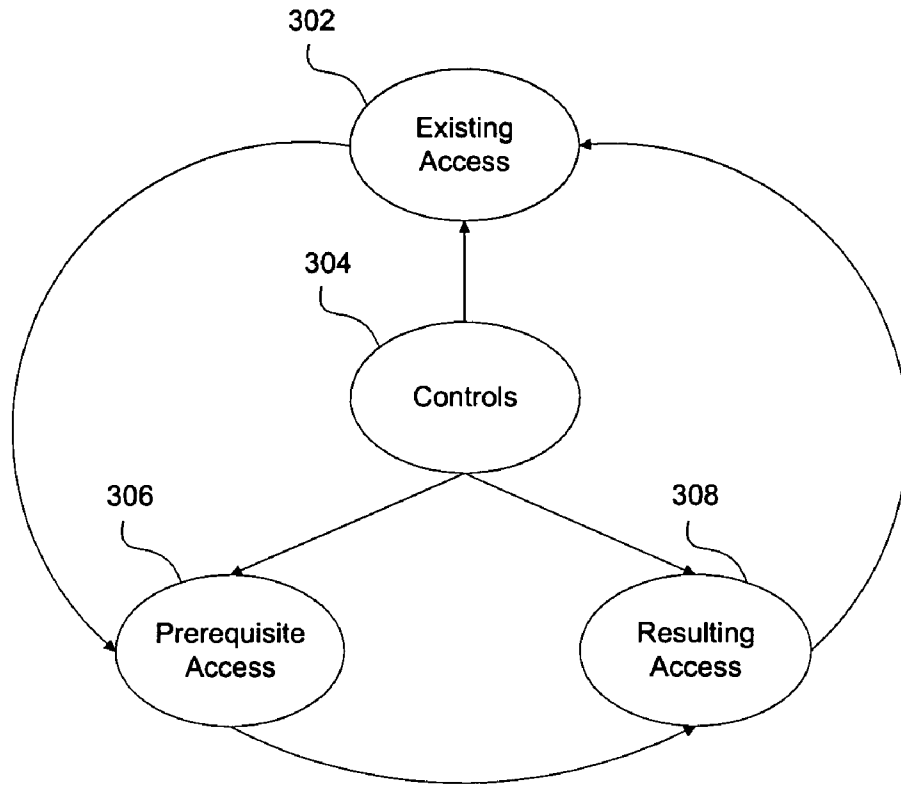 302
Existing
Access
304
Controls
306
Prerequisite
Access
308
Resulting
Access